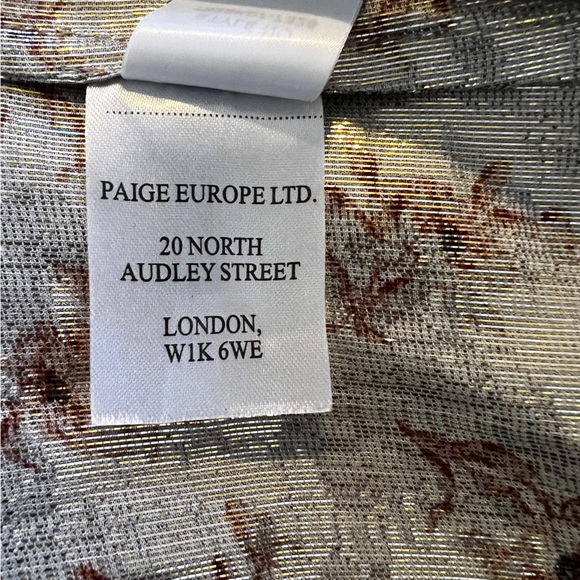 PAIGE EUROPE LTD.
20 NORTH
AUDLEY STREET
LONDON,
W1K 6WE